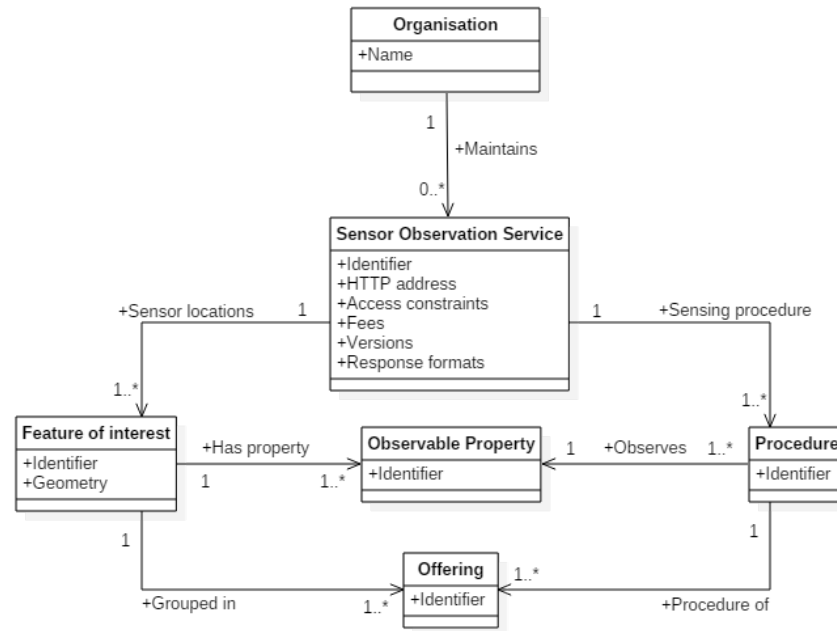 Organisation
+Name
1
+Maintains
0..*
Sensor Observation Service
+Identifier
+HTTP address
+Access constraints
+Fees
+Versions
+Response formats
+Sensor locations
1
1
+Sensing procedure
1..*
1..*
Feature of interest
+Identifier
+Geometry
+Has property
1
1..*
Observable Property
+Identifier
1
+Observes
1..*
Procedure
+Identifier
1
1
Offering
+Identifier
+Grouped in
1..*
1..*
+Procedure of